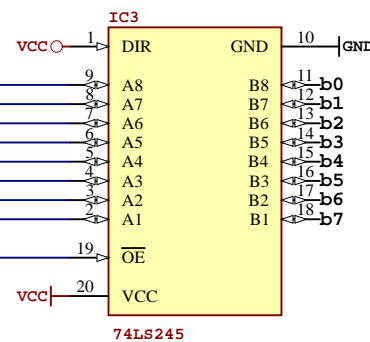 IC3
VCC 1 DIR GND 10 GND
9 A8 B8 11 b0
8 A7 B7 12 b1
7 A6 B6 13 b2
6 A5 B5 14 b3
5 A4 B4 15 b4
4 A3 B3 16 b5
3 A2 B2 17 b6
2 A1 B1 18 b7
19 OE
VCC 20 VCC
74LS245